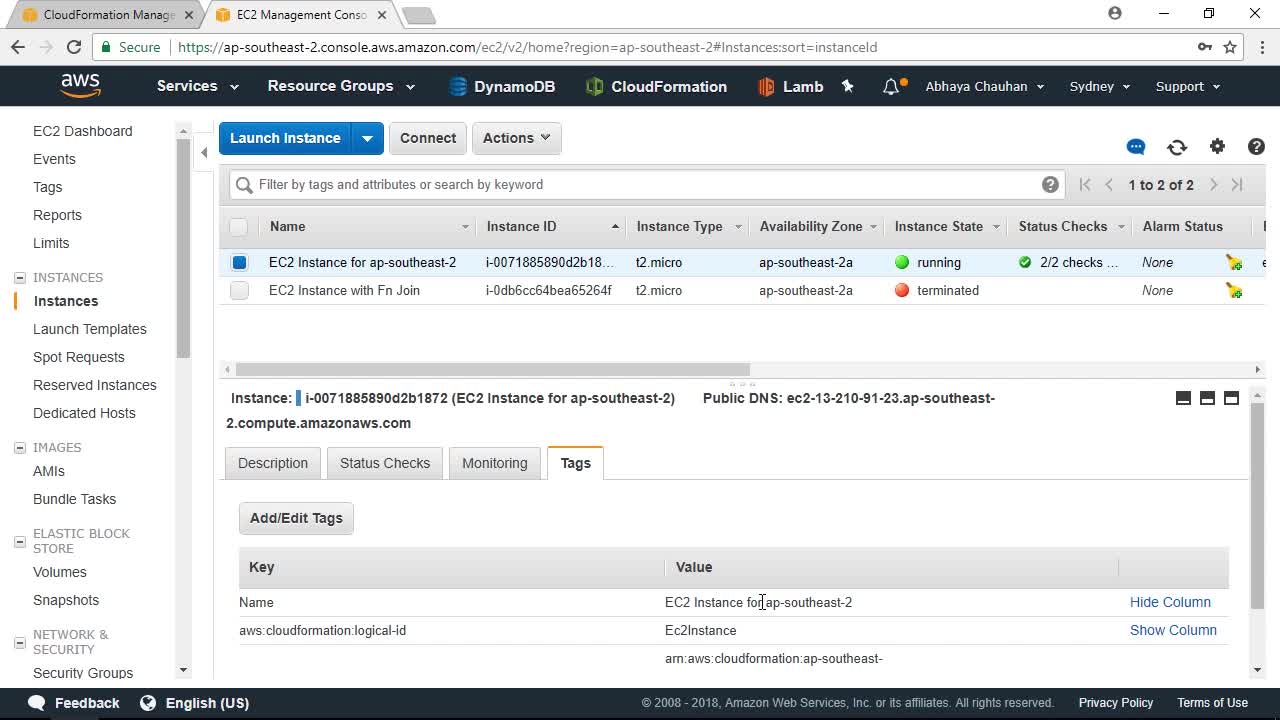 CloudFormation Manage
EC2 Management Conso
Secure
https://ap-southeast-2.console.aws.amazon.com/ec2/v2/home?region=ap-southeast-2#Instances:sort=instanceId
aws
Services
Resource Groups
DynamoDB
CloudFormation
Lamb
Abhaya Chauhan
Sydney
Support
EC2 Dashboard
Events
Tags
Reports
Limits
INSTANCES
Instances
Launch Templates
Spot Requests
Reserved Instances
Dedicated Hosts
IMAGES
AMIs
Bundle Tasks
ELASTIC BLOCK
STORE
Volumes
Snapshots
NETWORK &
SECURITY
Security Groups
Launch Instance
Connect
Actions
Filter by tags and attributes or search by keyword
1 to 2 of 2
Name Instance ID Instance Type Availability Zone Instance State Status Checks Alarm Status
EC2 Instance for ap-southeast-2 i-0071885890d2b18... t2.micro ap-southeast-2a running 2/2 checks ... None
EC2 Instance with Fn Join i-0db6cc64bea65264f t2.micro ap-southeast-2a terminated None
Instance: i-0071885890d2b1872 (EC2 Instance for ap-southeast-2) Public DNS: ec2-13-210-91-23.ap-southeast-
2.compute.amazonaws.com
Description
Status Checks
Monitoring
Tags
Add/Edit Tags
Key Value
Name EC2 Instance for ap-southeast-2 Hide Column
aws:cloudformation:logical-id Ec2Instance Show Column
arn:aws:cloudformation:ap-southeast-
Feedback
English (US)
© 2008 - 2018, Amazon Web Services, Inc. or its affiliates. All rights reserved.
Privacy Policy
Terms of Use